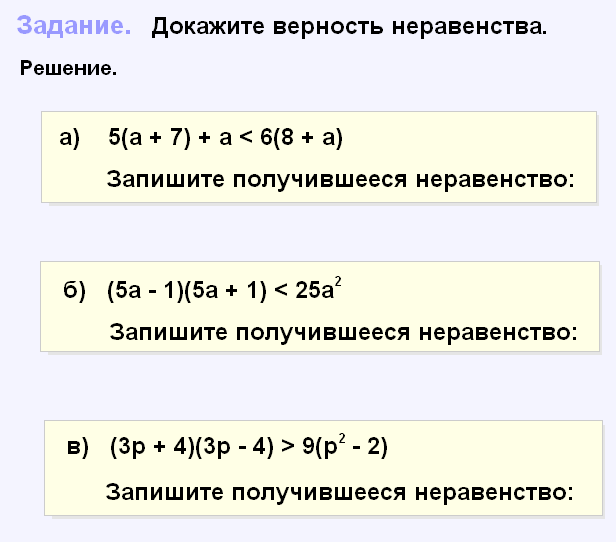 Задание. Докажите верность неравенства.
Решение.
а) 5(а + 7) + а < 6(8 + а)
Запишите получившееся неравенство:
б) (5а - 1)(5а + 1) < 25а²
Запишите получившееся неравенство:
в) (3р + 4)(3р - 4) > 9(р² - 2)
Запишите получившееся неравенство: